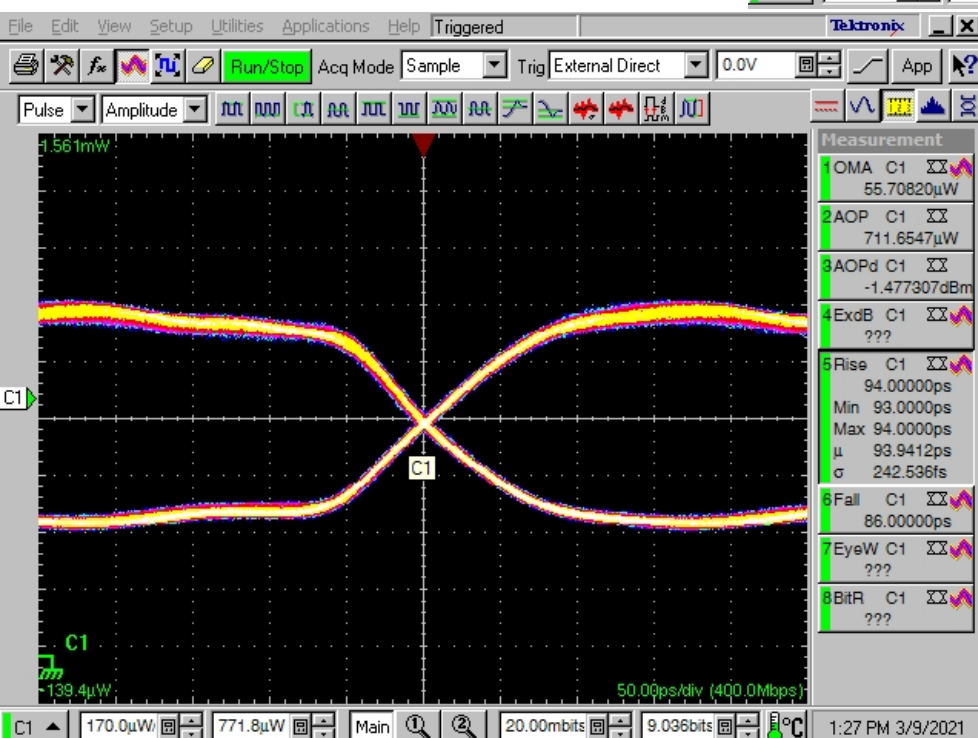 File Edit View Setup Utilities Applications Help Triggered Tektronix
Run/Stop Acq Mode Sample Trig External Direct 0.0V App
Pulse Amplitude
1.561mW
Measurement
1 OMA C1
55.70820µW
2 AOP C1
711.6547µW
3 AOPd C1
-1.477307dBm
4 ExdB C1
???
5 Rise C1
94.00000ps
Min 93.0000ps
Max 94.0000ps
µ 93.9412ps
σ 242.536fs
6 Fall C1
86.00000ps
7 EyeW C1
???
8 BitR C1
???
C1
C1
C1
-139.4µW 50.00ps/div (400.0Mbps)
C1 170.0µW/ 771.8µW Main 1 2 20.00mbits 9.036bits °C 1:27 PM 3/9/2021